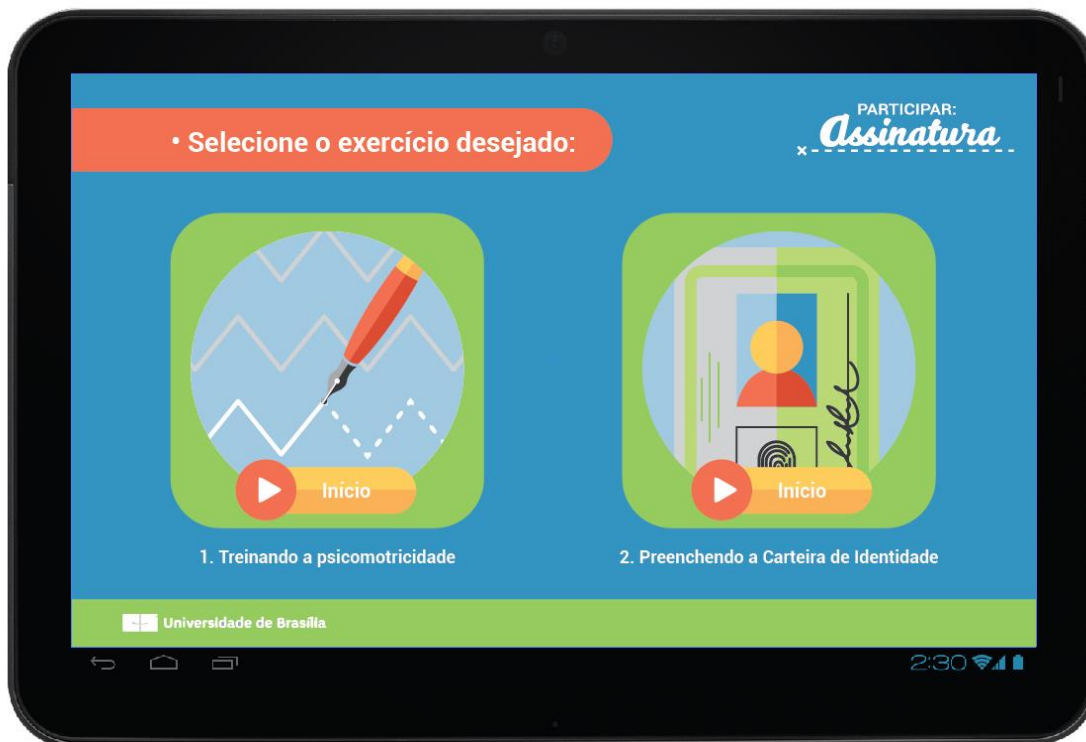 • Selecione o exercício desejado:
PARTICIPAR:
Assinatura
x
Início
Início
1. Treinando a psicomotricidade
2. Preenchendo a Carteira de Identidade
Universidade de Brasília
2:30